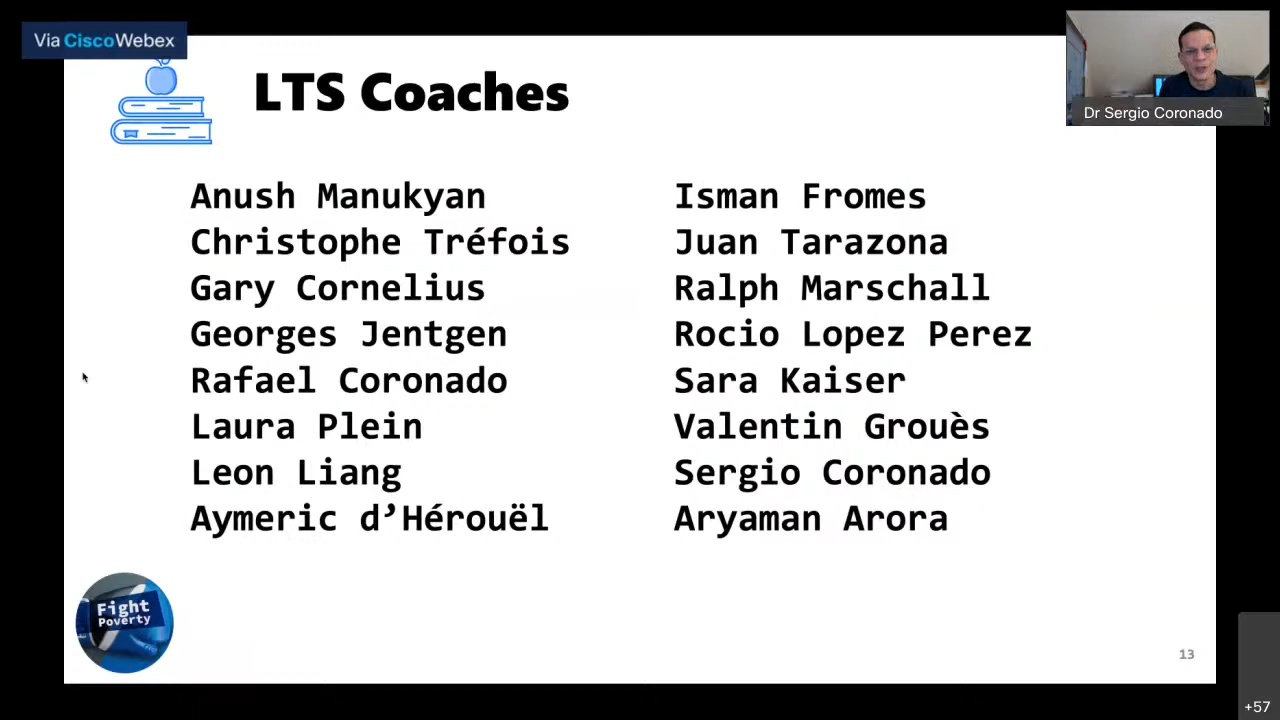 Via Cisco Webex
LTS Coaches
Dr Sergio Coronado
Anush Manukyan
Christophe Tréfois
Gary Cornelius
Georges Jentgen
Rafael Coronado
Laura Plein
Leon Liang
Aymeric d’Hérouël
Isman Fromes
Juan Tarazona
Ralph Marschall
Rocio Lopez Perez
Sara Kaiser
Valentin Grouès
Sergio Coronado
Aryaman Arora
Fight
Poverty
13
+57